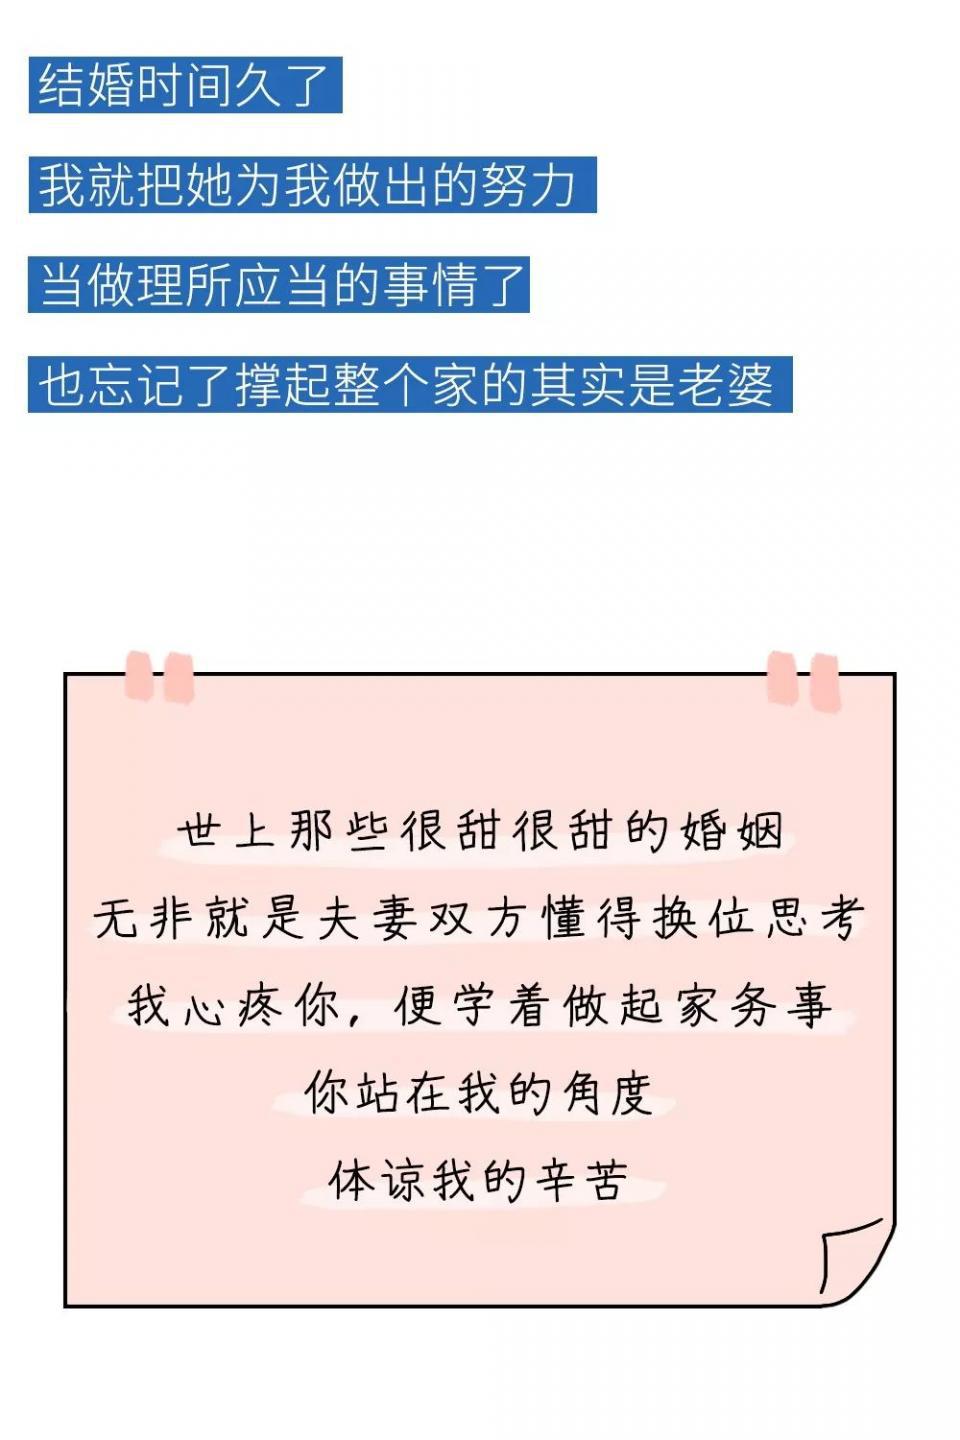 结婚时间久了
我就把她为我做出的努力
当做理所应当的事情了
也忘记了撑起整个家的其实是老婆
世上那些很甜很甜的婚姻
无非就是夫妻双方懂得换位思考
我心疼你，便学着做起家务事
你站在我的角度
体谅我的辛苦